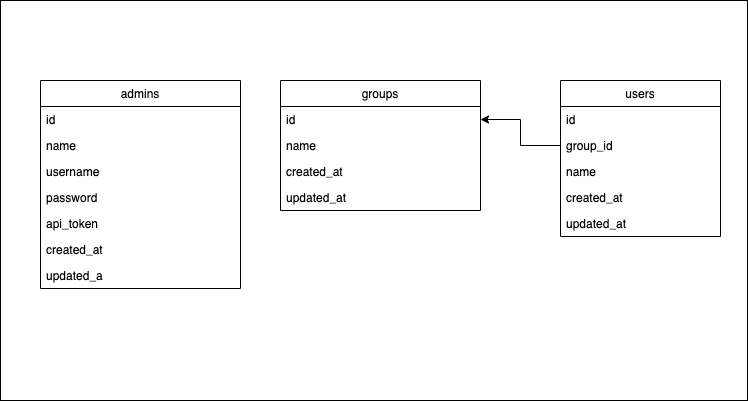 admins
id
name
username
password
api_token
created_at
updated_a
groups
id
name
created_at
updated_at
users
id
group_id
name
created_at
updated_at